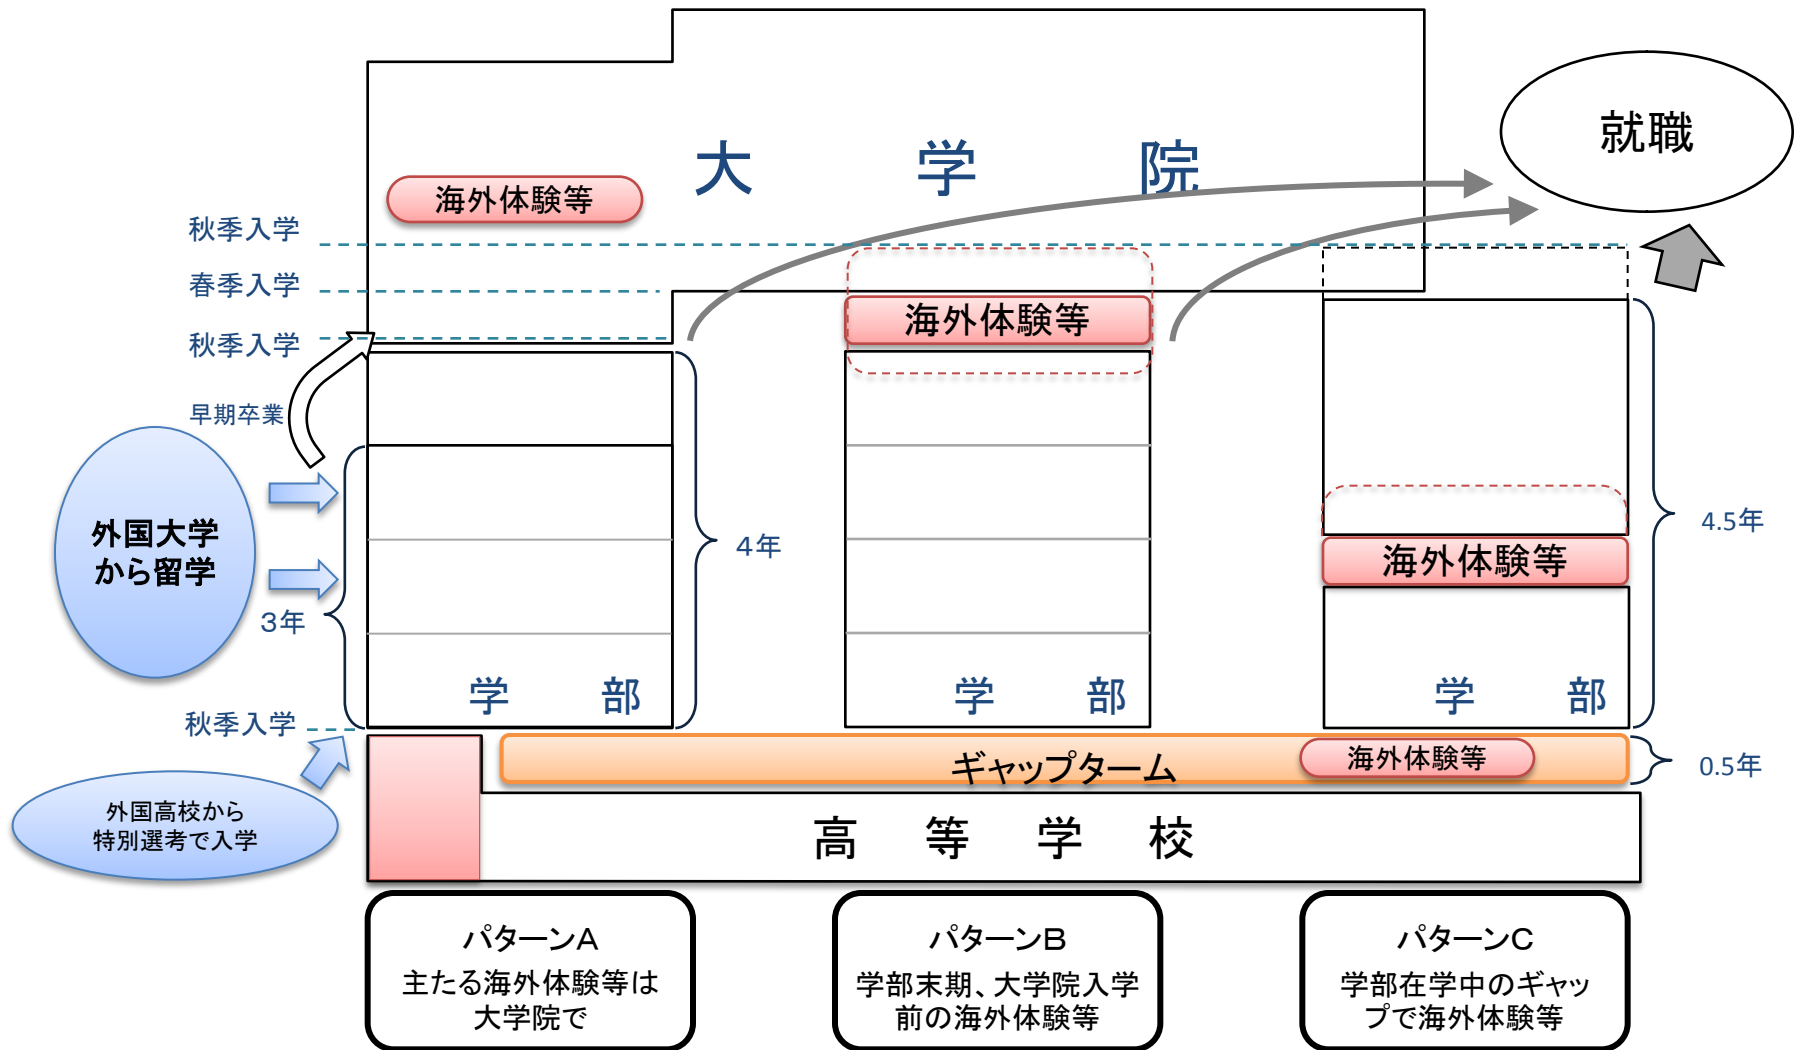 大学院
就職
海外体験等
秋季入学
春季入学
海外体験等
秋季入学
早期卒業
外国大学
から留学
3年
4年
4.5年
海外体験等
学部
学部
学部
秋季入学
ギャップターム
海外体験等
0.5年
外国高校から
特別選考で入学
高等学校
パターンA
主たる海外体験等は
大学院で
パターンB
学部末期、大学院入学
前の海外体験等
パターンC
学部在学中のギャッ
プで海外体験等